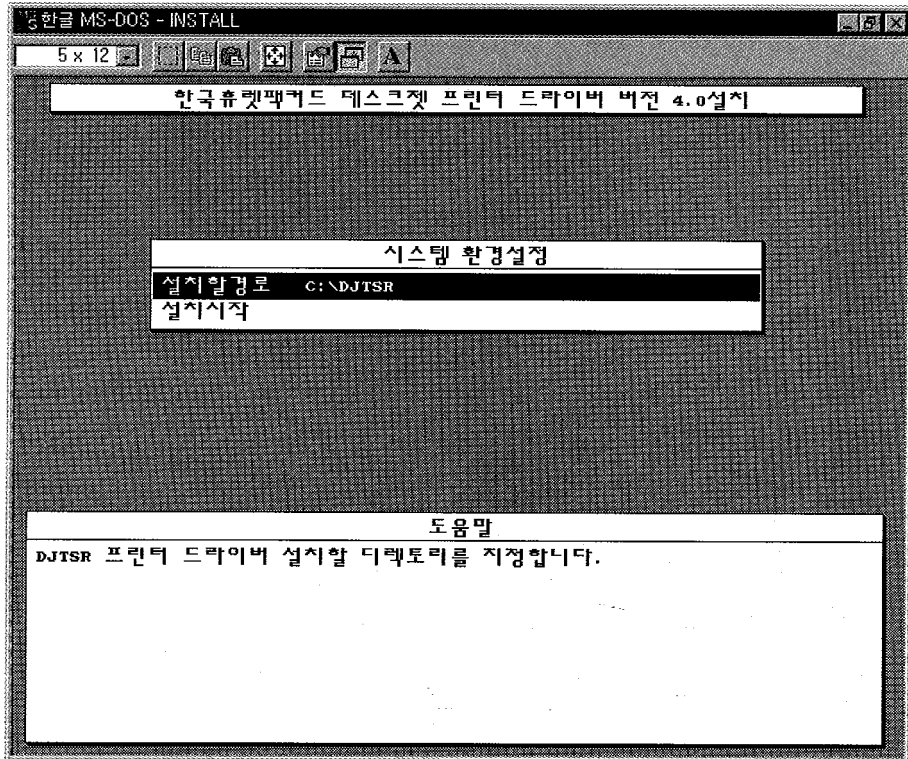 한글 MS-DOS - INSTALL
5 x 12
A
한국휴렛팩커드 데스크젯 프린터 드라이버 버전 4.0설치
시스템 환경설정
설치할경로 C:\DJTSR
설치시작
도움말
DJTSR 프린터 드라이버 설치할 디렉토리를 지정합니다.